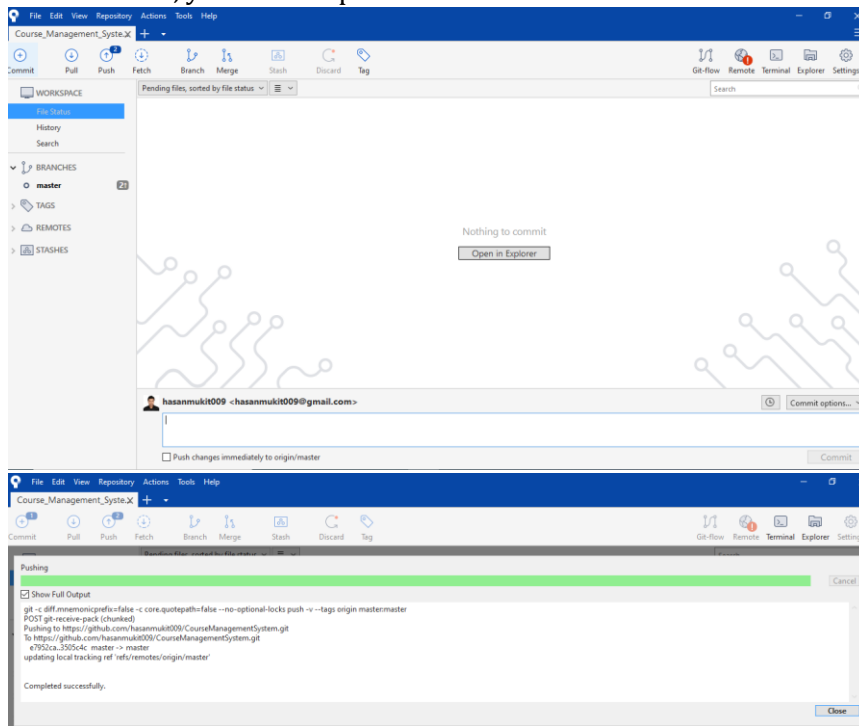 File Edit View Repository Actions Tools Help
Course_Management_Syste
2
Commit Pull Push Fetch Branch Merge Stash Discard Tag Git-flow Remote Terminal Explorer Settings
WORKSPACE Pending files, sorted by file status Search
File Status
History
Search
BRANCHES
master 2
TAGS
REMOTES
STASHES
Nothing to commit
Open in Explorer
hasanmukit009 <hasanmukit009@gmail.com>
Commit options...
Push changes immediately to origin/master Commit
File Edit View Repository Actions Tools Help
Course_Management_Syste
1 2
Commit Pull Push Fetch Branch Merge Stash Discard Tag Git-flow Remote Terminal Explorer Setting
Pushing
Cancel
Show Full Output
git -c diff.mnemonicprefix=false -c core.quotepath=false --no-optional-locks push -v --tags origin master:master
POST git-receive-pack (chunked)
Pushing to https://github.com/hasanmukit009/CourseManagementSystem.git
To https://github.com/hasanmukit009/CourseManagementSystem.git
e7952ca..3505c4c master -> master
updating local tracking ref 'refs/remotes/origin/master'
Completed successfully.
Close